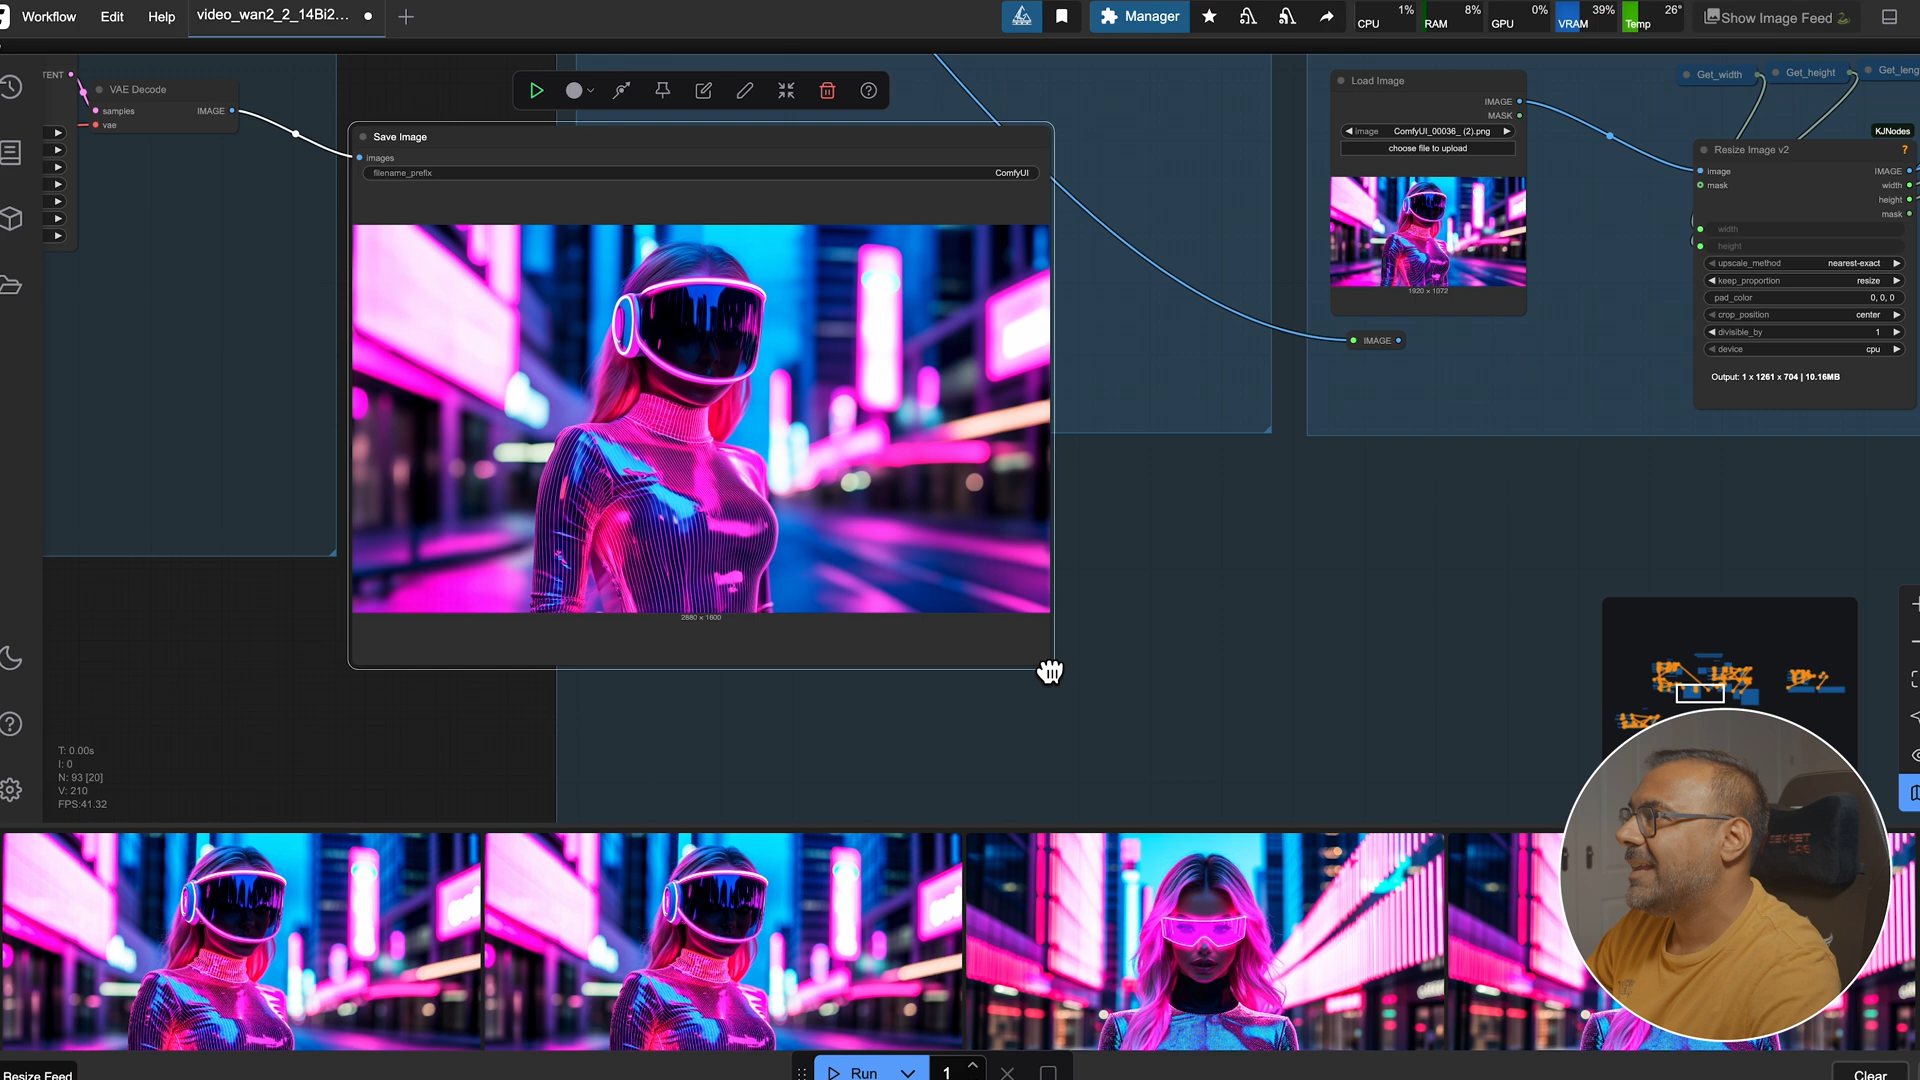 Workflow
Edit
Help
video_wan2_2_14Bi2...
Manager
CPU 1%
RAM 8%
GPU 0%
VRAM 39%
Temp 26°
Show Image Feed
TENT
VAE Decode
samples
IMAGE
vae
Save Image
images
filename_prefix
ComfyUI
2880 × 1600
Load Image
IMAGE
MASK
image
ComfyUI_00036_ (2).png
choose file to upload
1920 × 1072
IMAGE
Get_width
Get_height
Get_leng
KJNodes
Resize Image v2
?
image
IMAGE
mask
width
height
mask
width
height
upscale_method
nearest-exact
keep_proportion
resize
pad_color
0, 0, 0
crop_position
center
divisible_by
1
device
cpu
Output: 1 x 1261 x 704 | 10.16MB
T: 0.00s
I: 0
N: 93 [20]
V: 210
FPS:41.32
SECRET
LAB
Resize Feed
Run
1
Clear